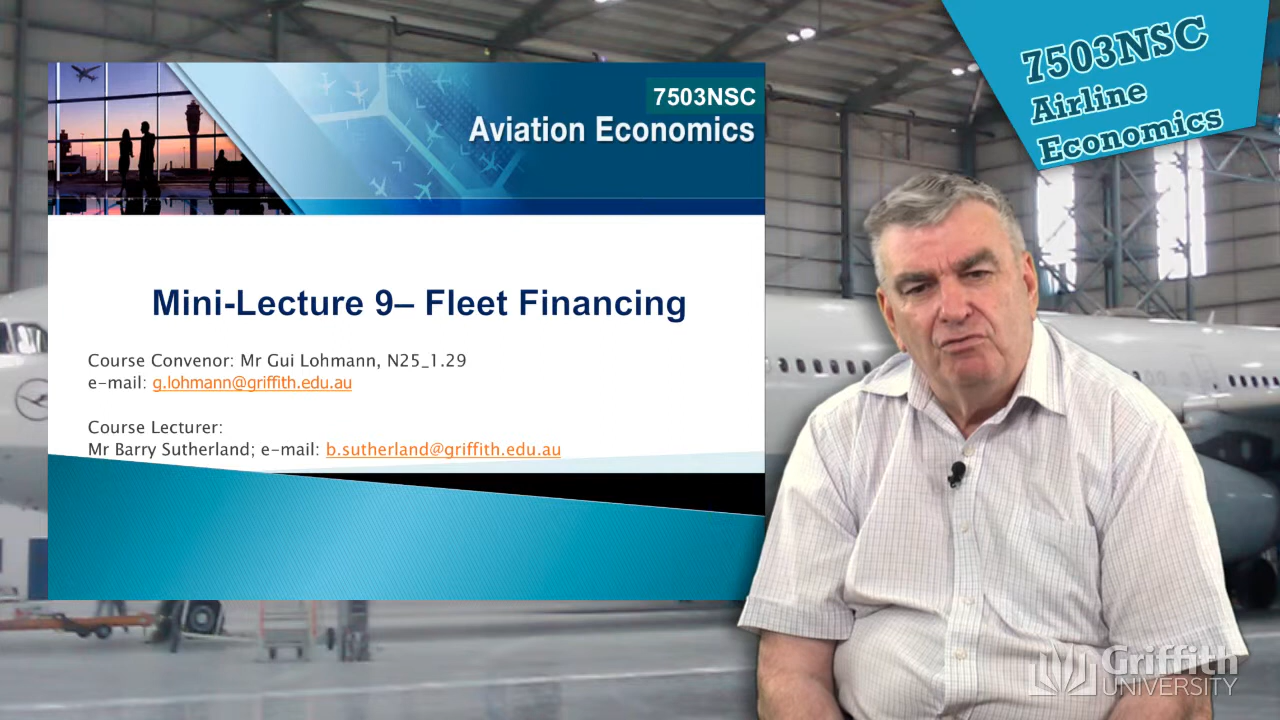 7503NSC
Aviation Economics
Mini-Lecture 9– Fleet Financing
Course Convenor: Mr Gui Lohmann, N25_1.29
e-mail: g.lohmann@griffith.edu.au
Course Lecturer:
Mr Barry Sutherland; e-mail: b.sutherland@griffith.edu.au
7503NSC
Airline
Economics
Griffith
UNIVERSITY